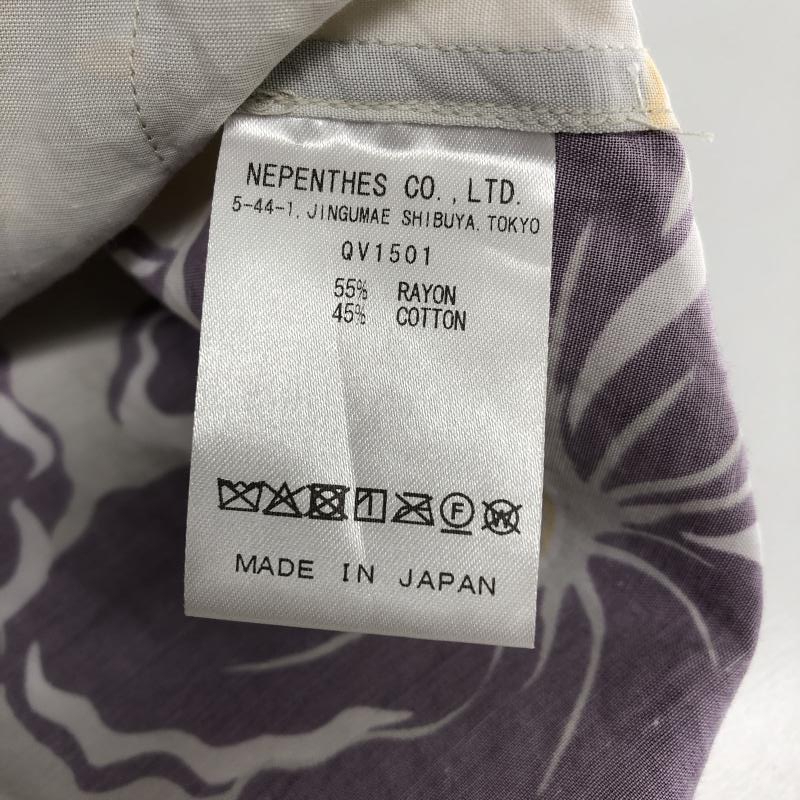 NEPENTHES CO.,LTD.
5-44-1, JINGUMAE SHIBUYA, TOKYO
QV1501
55% RAYON
45% COTTON
F W
MADE IN JAPAN